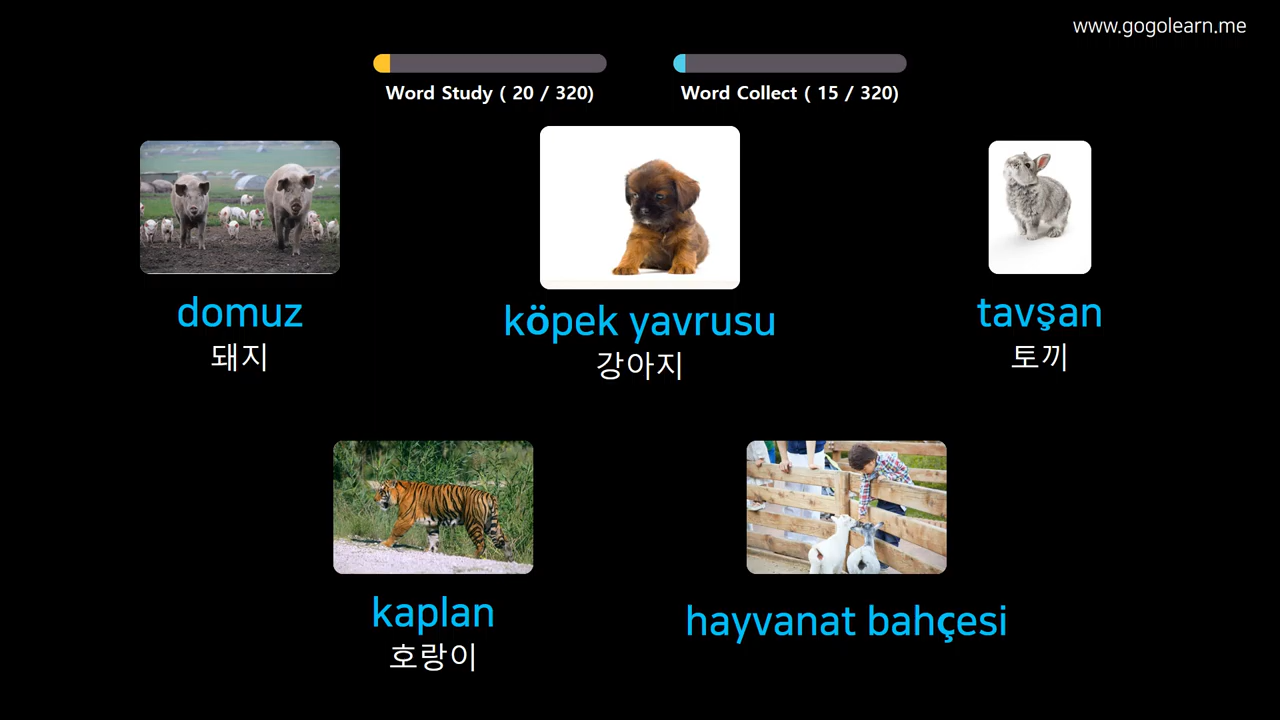 www.gogolearn.me
Word Study ( 20 / 320)
Word Collect ( 15 / 320)
domuz
돼지
köpek yavrusu
강아지
tavşan
토끼
kaplan
호랑이
hayvanat bahçesi